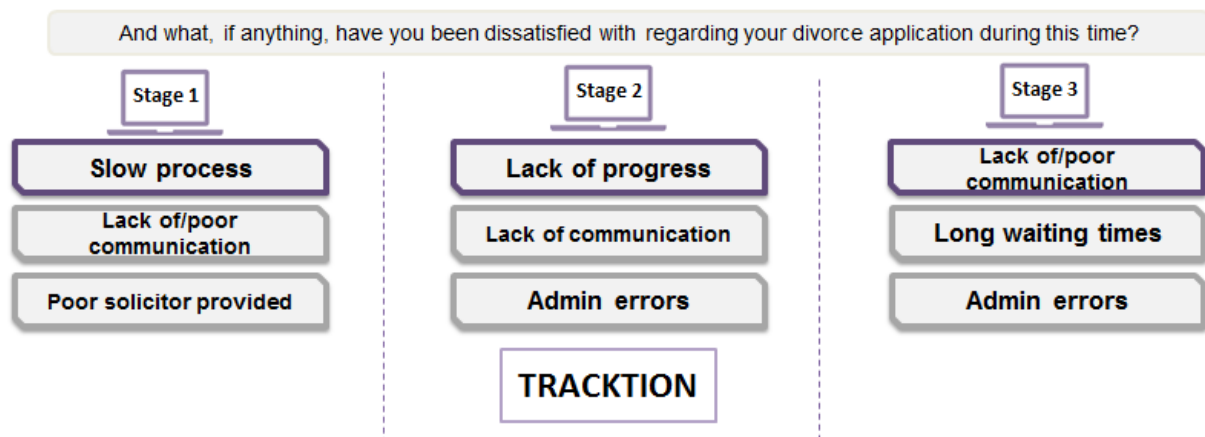 And what, if anything, have you been dissatisfied with regarding your divorce application during this time?
Stage 1
Slow process
Lack of/poor
communication
Poor solicitor provided
Stage 2
Lack of progress
Lack of communication
Admin errors
TRACKTION
Stage 3
Lack of/poor
communication
Long waiting times
Admin errors